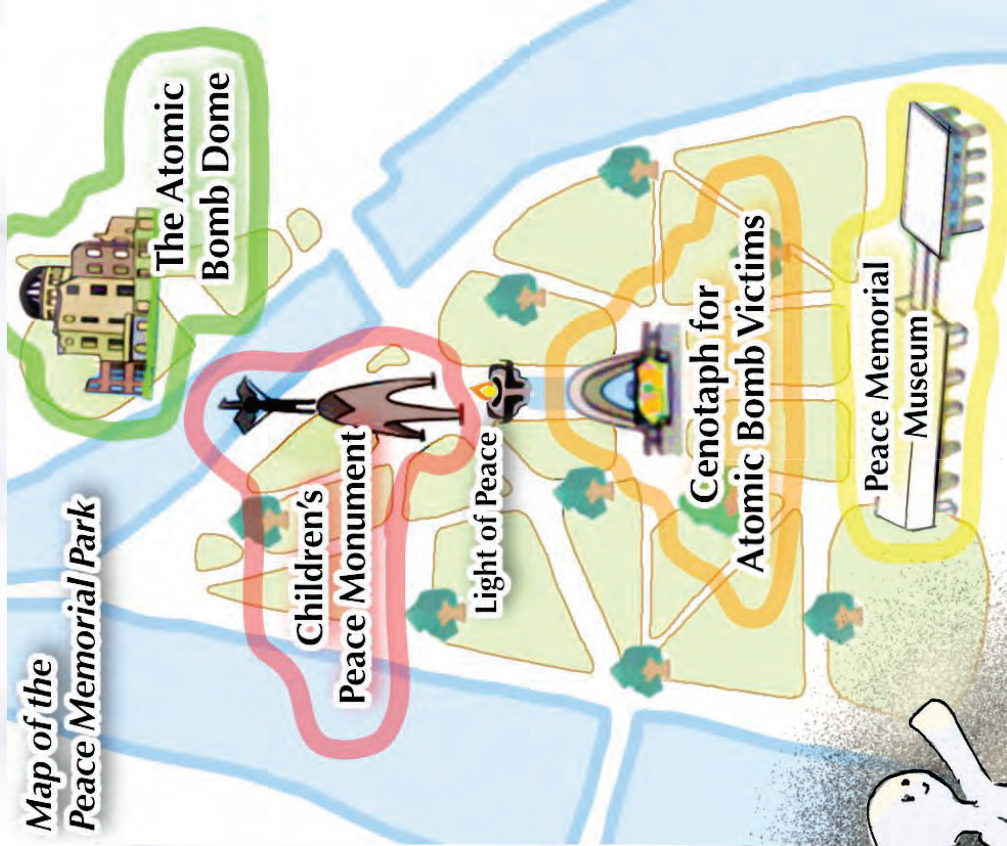 Map of the
Peace Memorial Park
The Atomic
Bomb Dome
Children's
Peace Monument
Light of Peace
Cenotaph for
Atomic Bomb Victims
Peace Memorial
Museum